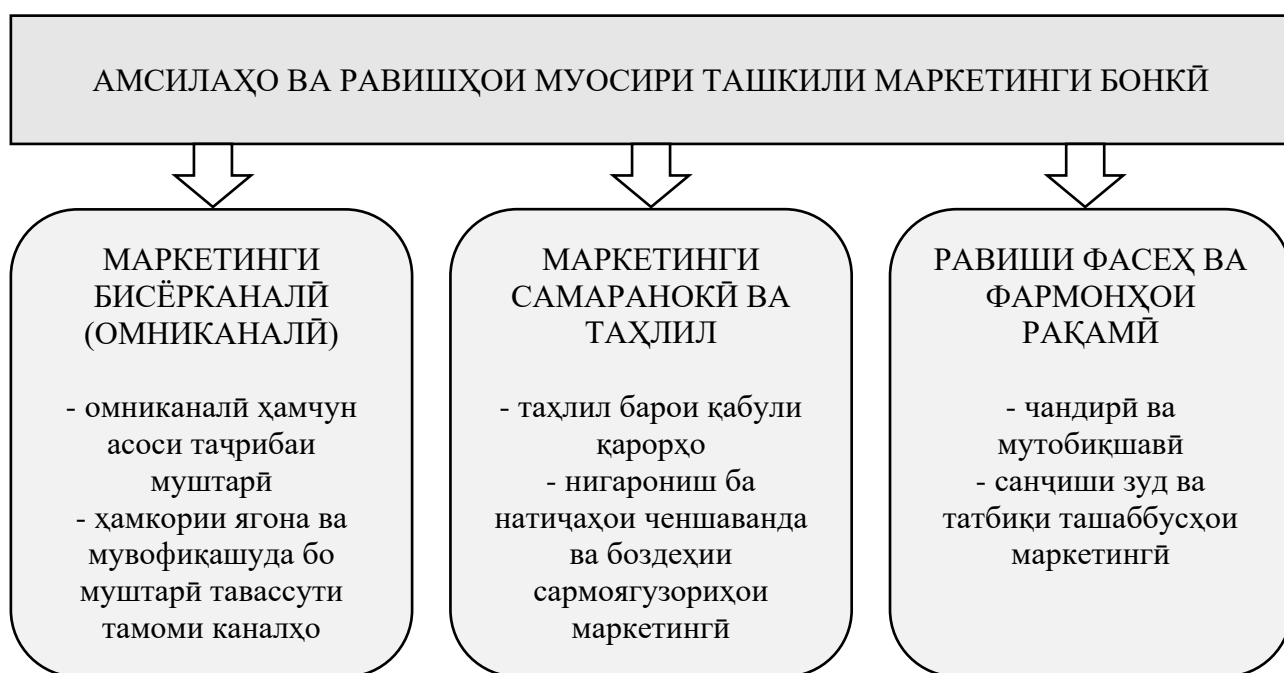 АМСИЛАҲО ВА РАВИШҲОИ МУОСИРИ ТАШКИЛИ МАРКЕТИНГИ БОНКӢ
МАРКЕТИНГИ
БИСЁРКАНАЛӢ
(ОМНИКАНАЛӢ)
- омниканалӣ ҳамчун
асоси таҷрибаи
муштарӣ
- ҳамкории ягона ва
мувофиқашуда бо
муштарӣ тавассути
тамоми каналҳо
МАРКЕТИНГИ
САМАРАНОКӢ ВА
ТАҲЛИЛ
- таҳлил барои қабули
қарорҳо
- нигарониш ба
натиҷаҳои ченшаванда
ва боздеҳии
сармоягузориҳои
маркетингӣ
РАВИШИ ФАСЕҲ ВА
ФАРМОНҲОИ
РАҚАМӢ
- чандирӣ ва
мутобиқшавӣ
- санҷиши зуд ва
татбиқи ташаббусҳои
маркетингӣ